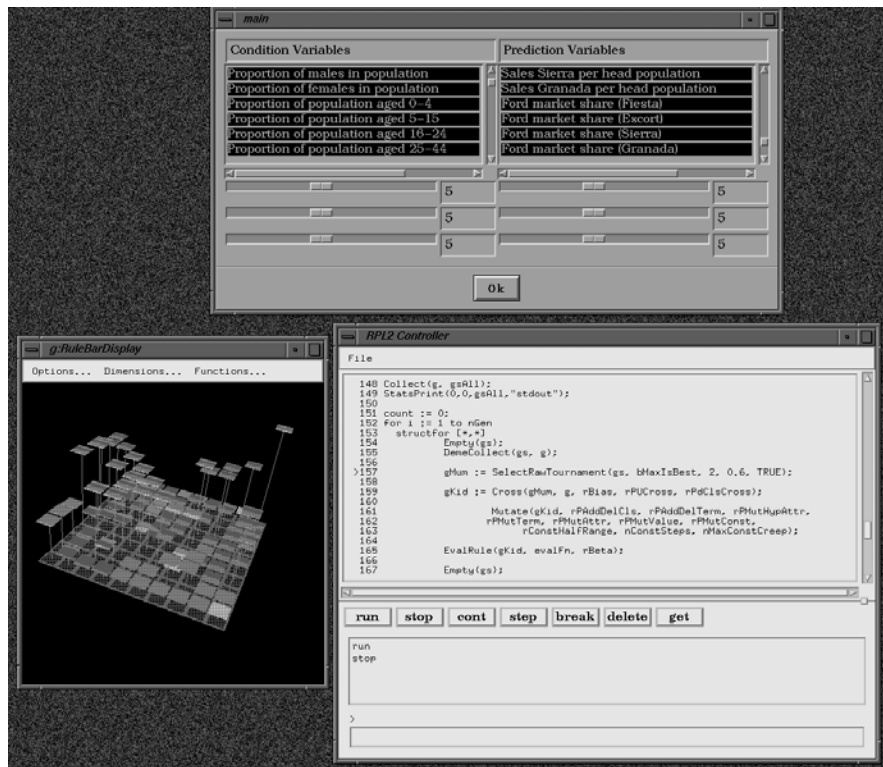 main
Condition Variables
Prediction Variables
Proportion of males in population
Proportion of females in population
Proportion of population aged 0-4
Proportion of population aged 5-15
Proportion of population aged 16-24
Proportion of population aged 25-44
Sales Sierra per head population
Sales Granada per head population
Ford market share (Fiesta)
Ford market share (Escort)
Ford market share (Sierra)
Ford market share (Granada)
5
5
5
5
5
5
Ok
g:RuleBarDisplay
Options... Dimensions... Functions...
RPL2 Controller
File
148 Collect(g, gsAll);
149 StatsPrint(0,0,gsAll,"stdout");
150
151 count := 0;
152 for i := 1 to nGen
153 structfor [*,*]
154 Empty(gs);
155 DemeCollect(gs, g);
156
>157 gMum := SelectRawTournament(gs, bMaxIsBest, 2, 0.6, TRUE);
158
159 gKid := Cross(gMum, g, rBias, rPUCross, rPdClsCross);
160
161 Mutate(gKid, rPAddDelCls, rPAddDelTerm, rPMutHypAttr,
162 rPMutTerm, rPMutAttr, rPMutValue, rPMutConst,
163 rConstHalfRange, nConstSteps, nMaxConstCreep);
164
165 EvalRule(gKid, evalFn, rBeta);
166
167 Empty(gs);
run stop cont step break delete get
run
stop
>